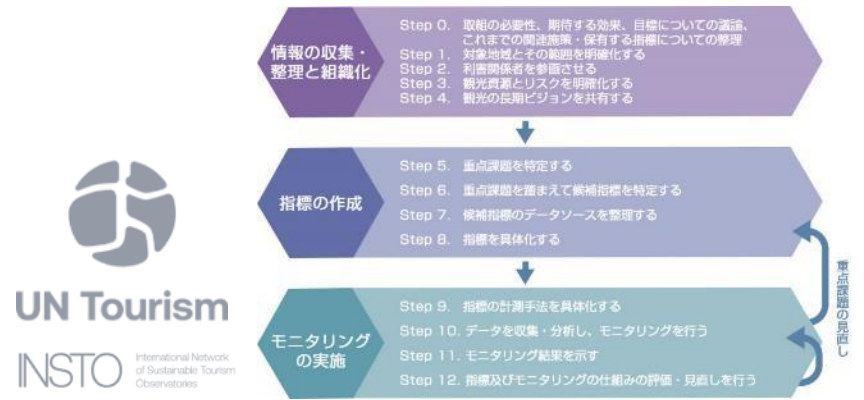 情報の収集・
整理と組織化
Step 0. 取組の必要性、期待する効果、目標についての議論、
これまでの関連施策・保有する指標についての整理
Step 1. 対象地域とその範囲を明確化する
Step 2. 利害関係者を参画させる
Step 3. 観光資源とリスクを明確化する
Step 4. 観光の長期ビジョンを共有する
指標の作成
Step 5. 重点課題を特定する
Step 6. 重点課題を踏まえて候補指標を特定する
Step 7. 候補指標のデータソースを整理する
Step 8. 指標を具体化する
モニタリング
の実施
Step 9. 指標の計測手法を具体化する
Step 10. データを収集・分析し、モニタリングを行う
Step 11. モニタリング結果を示す
Step 12. 指標及びモニタリングの仕組みの評価・見直しを行う
重点課題の見直し
UN Tourism
INSTO
International Network
of Sustainable Tourism
Observatories